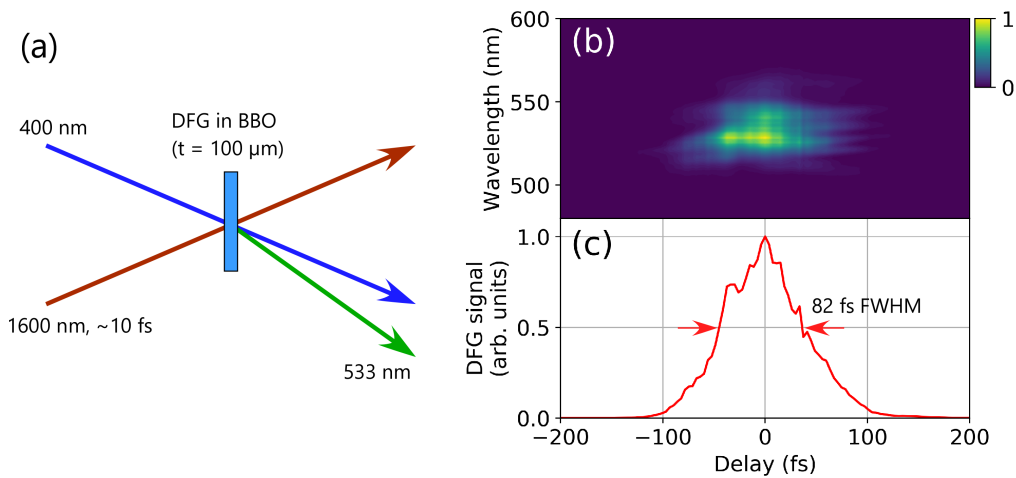 (a)
400 nm
DFG in BBO
(t = 100 μm)
1600 nm, ~10 fs
533 nm
(b)
Wavelength (nm)
600
550
500
1
0
(c)
DFG signal
(arb. units)
1.0
0.5
0.0
82 fs FWHM
−200
−100
0
100
200
Delay (fs)